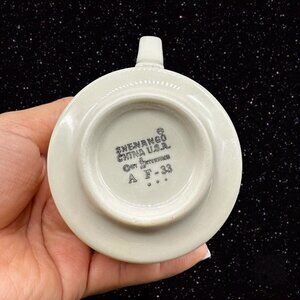 ®
SHENANGO
CHINA U.S.A.
A F-33